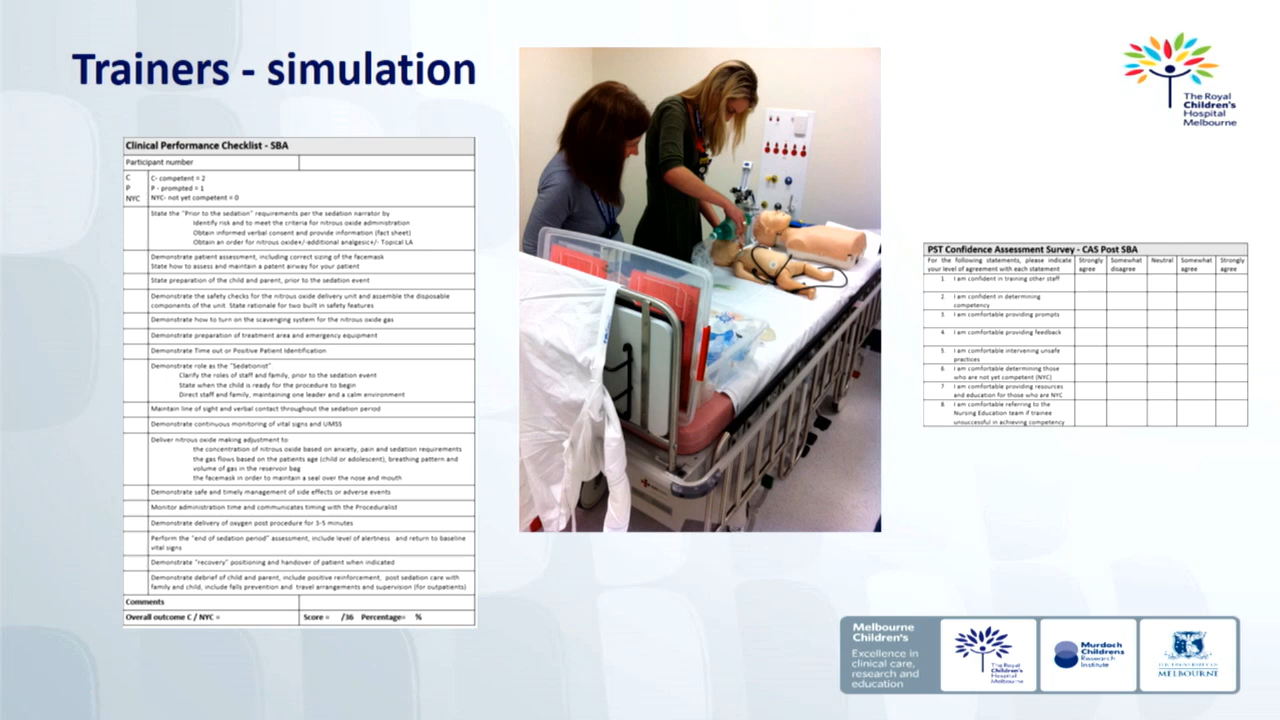 Trainers - simulation
The Royal
Children's
Hospital
Melbourne
Clinical Performance Checklist - SBA
Participant number
C C- competent = 2
P P - prompted = 1
NYC NYC- not yet competent = 0
State the "Prior to the sedation" requirements per the sedation narrator by
Identify risk and to meet the criteria for nitrous oxide administration
Obtain informed verbal consent and provide information (fact sheet)
Obtain an order for nitrous oxide+/-additional analgesic+/- Topical LA
Demonstrate patient assessment, including correct sizing of the facemask
State how to assess and maintain a patent airway for your patient
State preparation of the child and parent, prior to the sedation event
Demonstrate the safety checks for the nitrous oxide delivery unit and assemble the disposable
components of the unit. State rationale for two built in safety features
Demonstrate how to turn on the scavenging system for the nitrous oxide gas
Demonstrate preparation of treatment area and emergency equipment
Demonstrate Time out or Positive Patient Identification
Demonstrate role as the "Sedationist"
Clarify the roles of staff and family, prior to the sedation event
State when the child is ready for the procedure to begin
Direct staff and family, maintaining one leader and a calm environment
Maintain line of sight and verbal contact throughout the sedation period
Demonstrate continuous monitoring of vital signs and UMSS
Deliver nitrous oxide making adjustment to:
the concentration of nitrous oxide based on anxiety, pain and sedation requirements
the gas flows based on the patients age (child or adolescent), breathing pattern and
volume of gas in the reservoir bag
the facemask in order to maintain a seal over the nose and mouth
Demonstrate safe and timely management of side effects or adverse events
Monitor administration time and communicates timing with the Proceduralist
Demonstrate delivery of oxygen post procedure for 3-5 minutes
Perform the "end of sedation period" assessment, include level of alertness and return to baseline
vital signs
Demonstrate "recovery" positioning and handover of patient when indicated
Demonstrate debrief of child and parent, include positive reinforcement, post sedation care with
family and child, include falls prevention and travel arrangements and supervision (for outpatients)
Comments
Overall outcome C / NYC = Score = /36 Percentage= %
PST Confidence Assessment Survey - CAS Post SBA
For the following statements, please indicate
your level of agreement with each statement
Strongly
agree
Somewhat
disagree
Neutral
Somewhat
agree
Strongly
agree
1. I am confident in training other staff
2. I am confident in determining
competency
3. I am comfortable providing prompts
4. I am comfortable providing feedback
5. I am comfortable intervening unsafe
practices
6. I am comfortable determining those
who are not yet competent (NYC)
7. I am comfortable providing resources
and education for those who are NYC
8. I am comfortable referring to the
Nursing Education team if trainee
unsuccessful in achieving competency
Melbourne
Children's
Excellence in
clinical care,
research and
education
The Royal
Children's
Hospital
Melbourne
Murdoch
Childrens
Research
Institute
THE UNIVERSITY OF
MELBOURNE